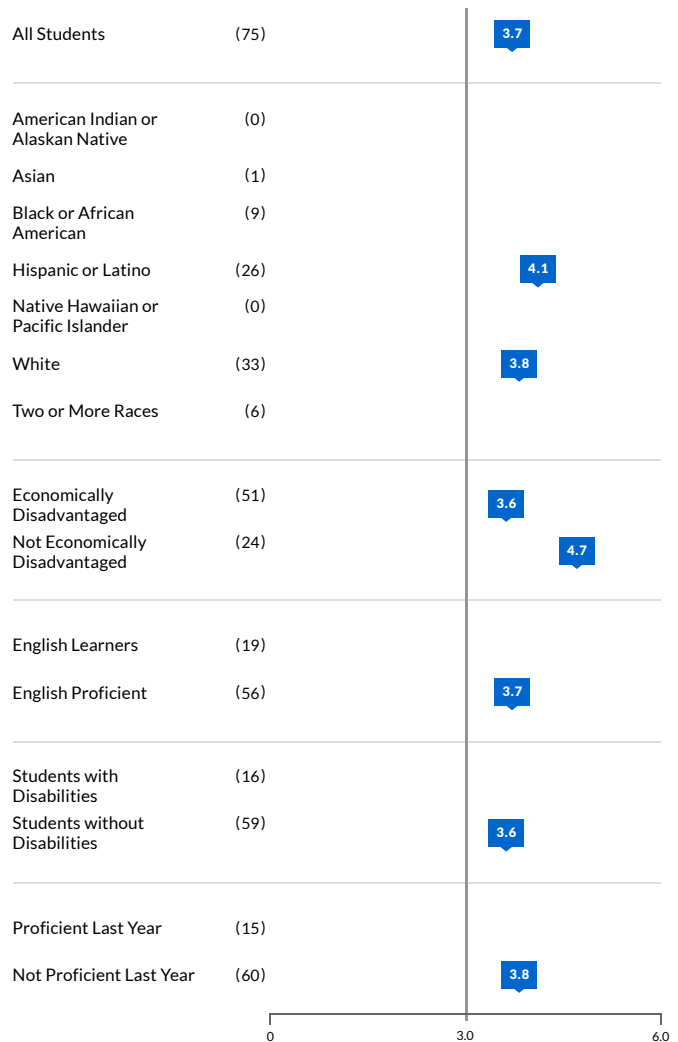 All Students (75) 3.7
American Indian or (0)
Alaskan Native
Asian (1)
Black or African (9)
American
Hispanic or Latino (26) 4.1
Native Hawaiian or (0)
Pacific Islander
White (33) 3.8
Two or More Races (6)
Economically (51) 3.6
Disadvantaged
Not Economically (24) 4.7
Disadvantaged
English Learners (19)
English Proficient (56) 3.7
Students with (16)
Disabilities
Students without (59) 3.6
Disabilities
Proficient Last Year (15)
Not Proficient Last Year (60) 3.8
0 3.0 6.0